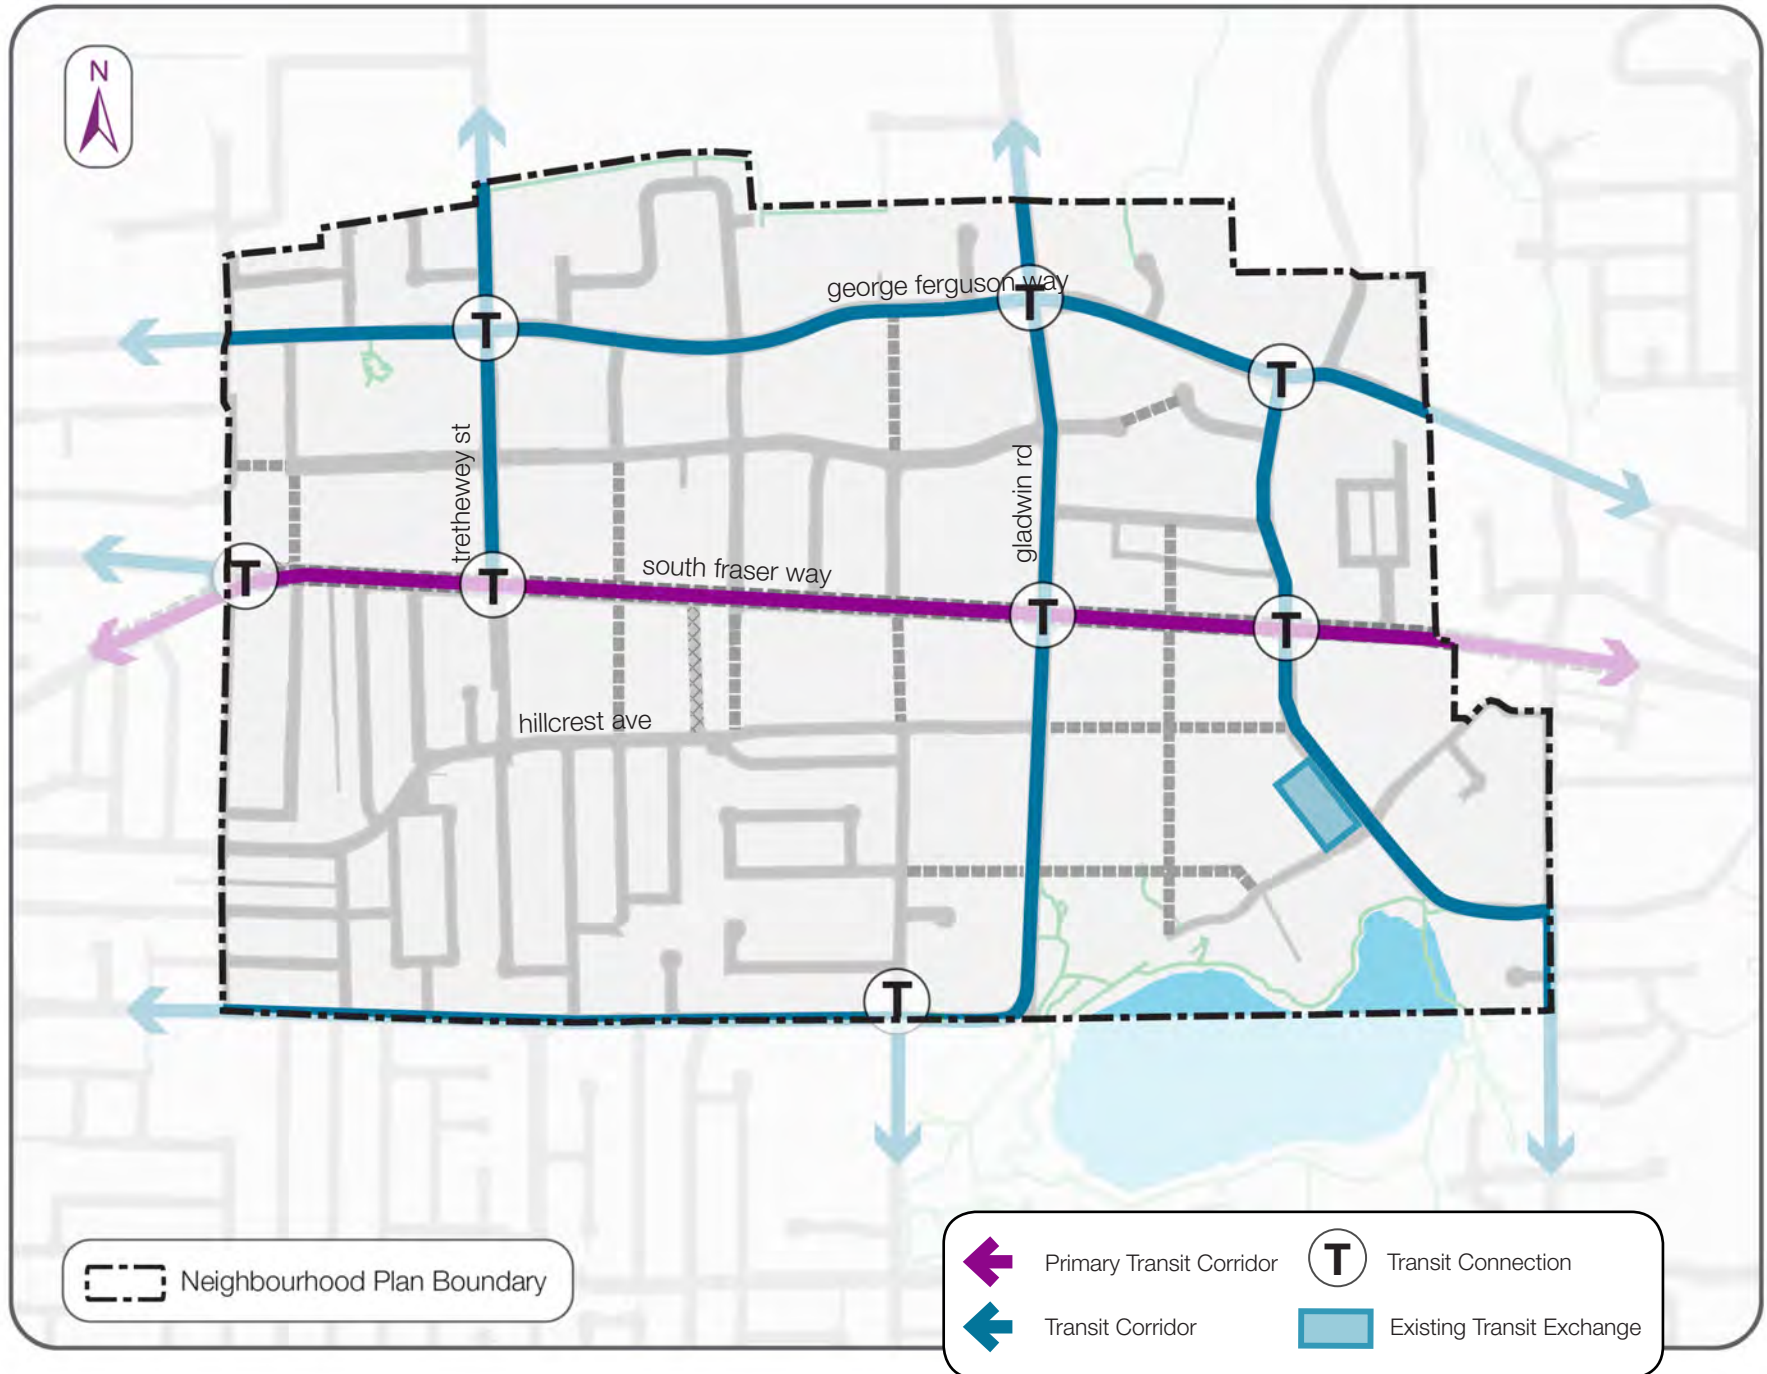 N
george ferguson way
T
T
T
trethewey st
gladwin rd
south fraser way
T
T
T
T
hillcrest ave
T
Neighbourhood Plan Boundary
Primary Transit Corridor
T
Transit Connection
Transit Corridor
Existing Transit Exchange